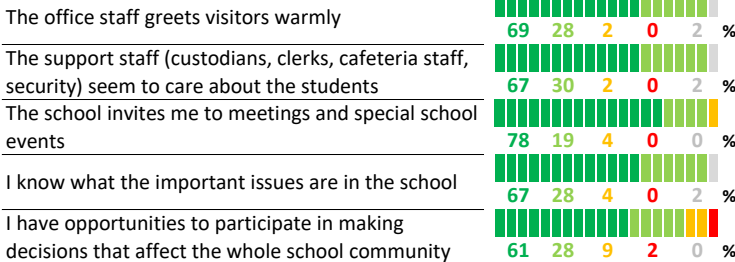 The office staff greets visitors warmly
69 28 2 0 2 %
The support staff (custodians, clerks, cafeteria staff,
security) seem to care about the students
67 30 2 0 2 %
The school invites me to meetings and special school
events
78 19 4 0 0 %
I know what the important issues are in the school
67 28 4 0 2 %
I have opportunities to participate in making
decisions that affect the whole school community
61 28 9 2 0 %